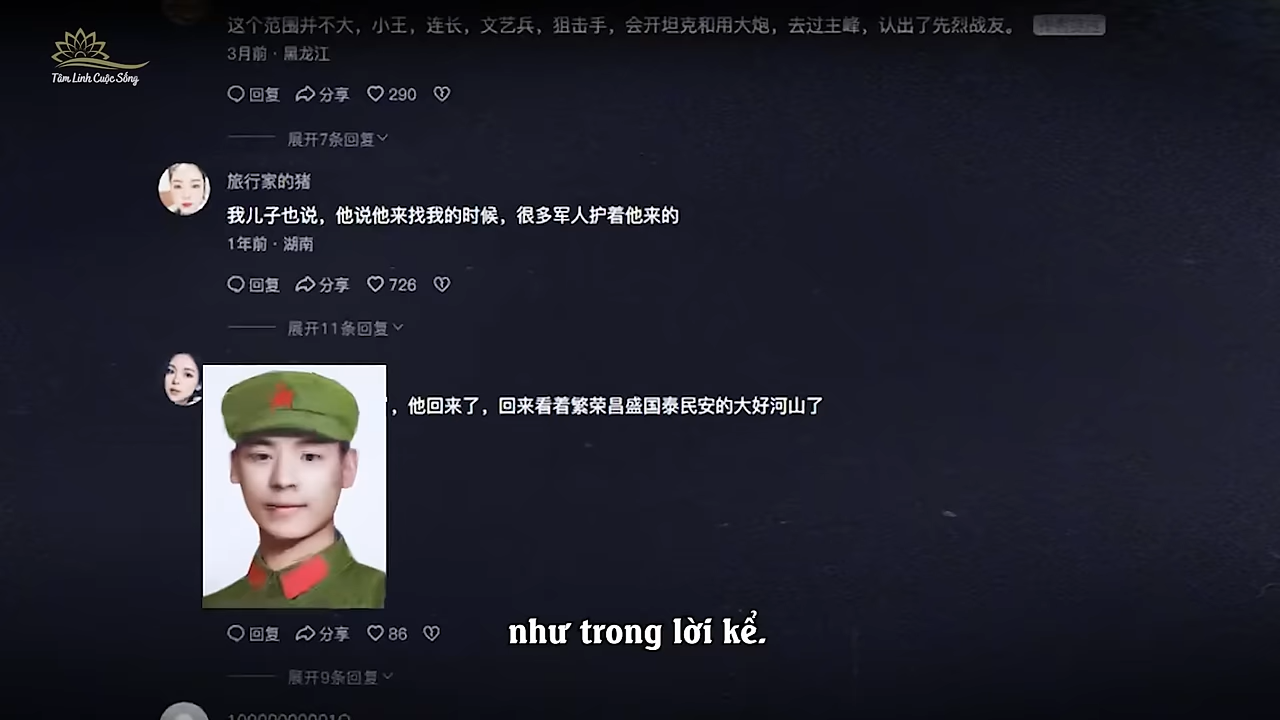 这个范围并不大，小王，连长，文艺兵，狙击手，会开坦克和用大炮，去过主峰，认出了先烈战友。
Tâm Linh Cuộc Sống
3月前 · 黑龙江
回复 分享 290
展开7条回复
旅行家的猪
我儿子也说，他说他来找我的时候，很多军人护着他来的
1年前 · 湖南
回复 分享 726
展开11条回复
，他回来了，回来看着繁荣昌盛国泰民安的大好河山了
như trong lời kể.
回复 分享 86
展开9条回复